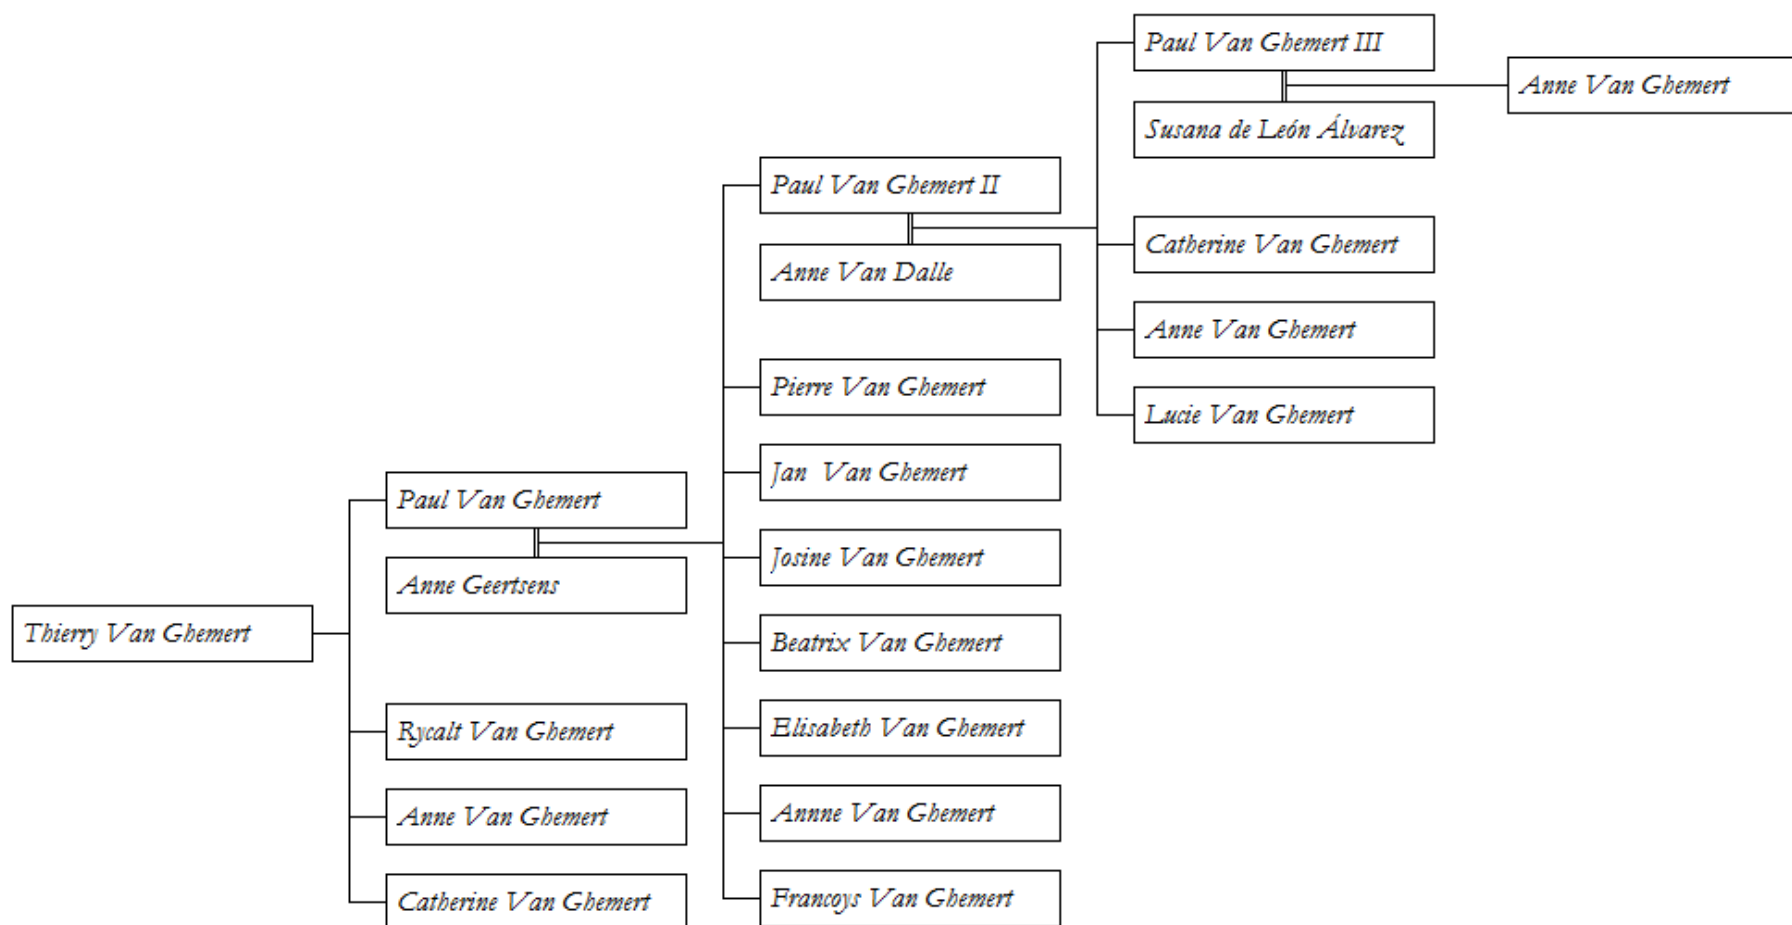 Paul Van Ghemert III
Anne Van Ghemert
Susana de León Álvarez
Paul Van Ghemert II
Catherine Van Ghemert
Anne Van Dalle
Anne Van Ghemert
Pierre Van Ghemert
Lucie Van Ghemert
Jan Van Ghemert
Paul Van Ghemert
Josine Van Ghemert
Anne Geertsens
Thierry Van Ghemert
Beatrix Van Ghemert
Rycalt Van Ghemert
Elisabeth Van Ghemert
Anne Van Ghemert
Annne Van Ghemert
Catherine Van Ghemert
Francoys Van Ghemert